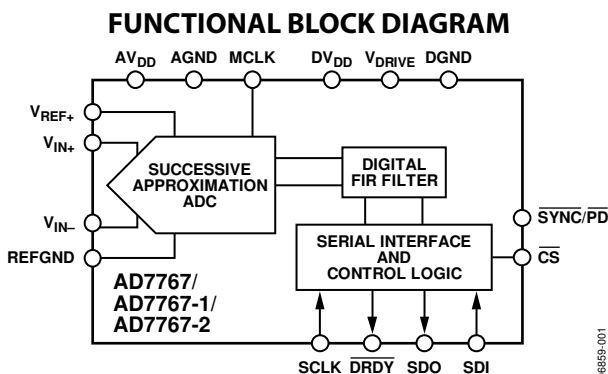 FUNCTIONAL BLOCK DIAGRAM
AVDD AGND MCLK DVDD VDRIVE DGND
VREF+
VIN+
VIN–
REFGND
SUCCESSIVE
APPROXIMATION
ADC
DIGITAL
FIR FILTER
SERIAL INTERFACE
AND
CONTROL LOGIC
SYNC/PD
CS
AD7767/
AD7767-1/
AD7767-2
SCLK DRDY SDO SDI
6859-001